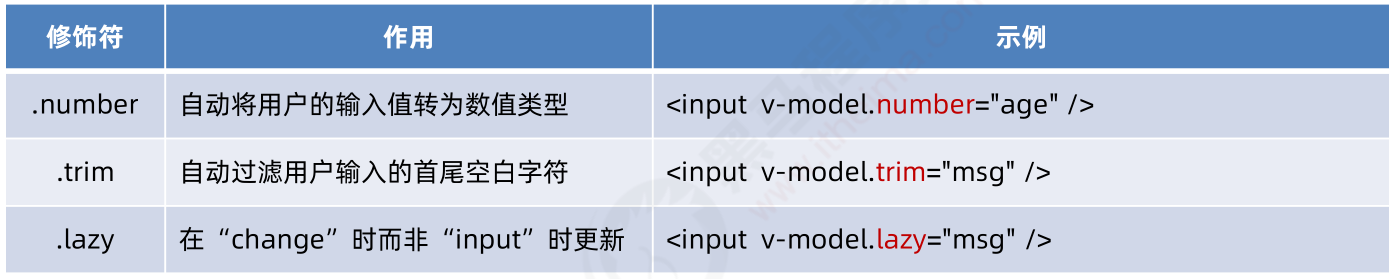 修饰符 作用 示例
.number 自动将用户的输入值转为数值类型 <input v-model.number="age" />
.trim 自动过滤用户输入的首尾空白字符 <input v-model.trim="msg" />
.lazy 在“change”时而非“input”时更新 <input v-model.lazy="msg" />
www.itheima.com